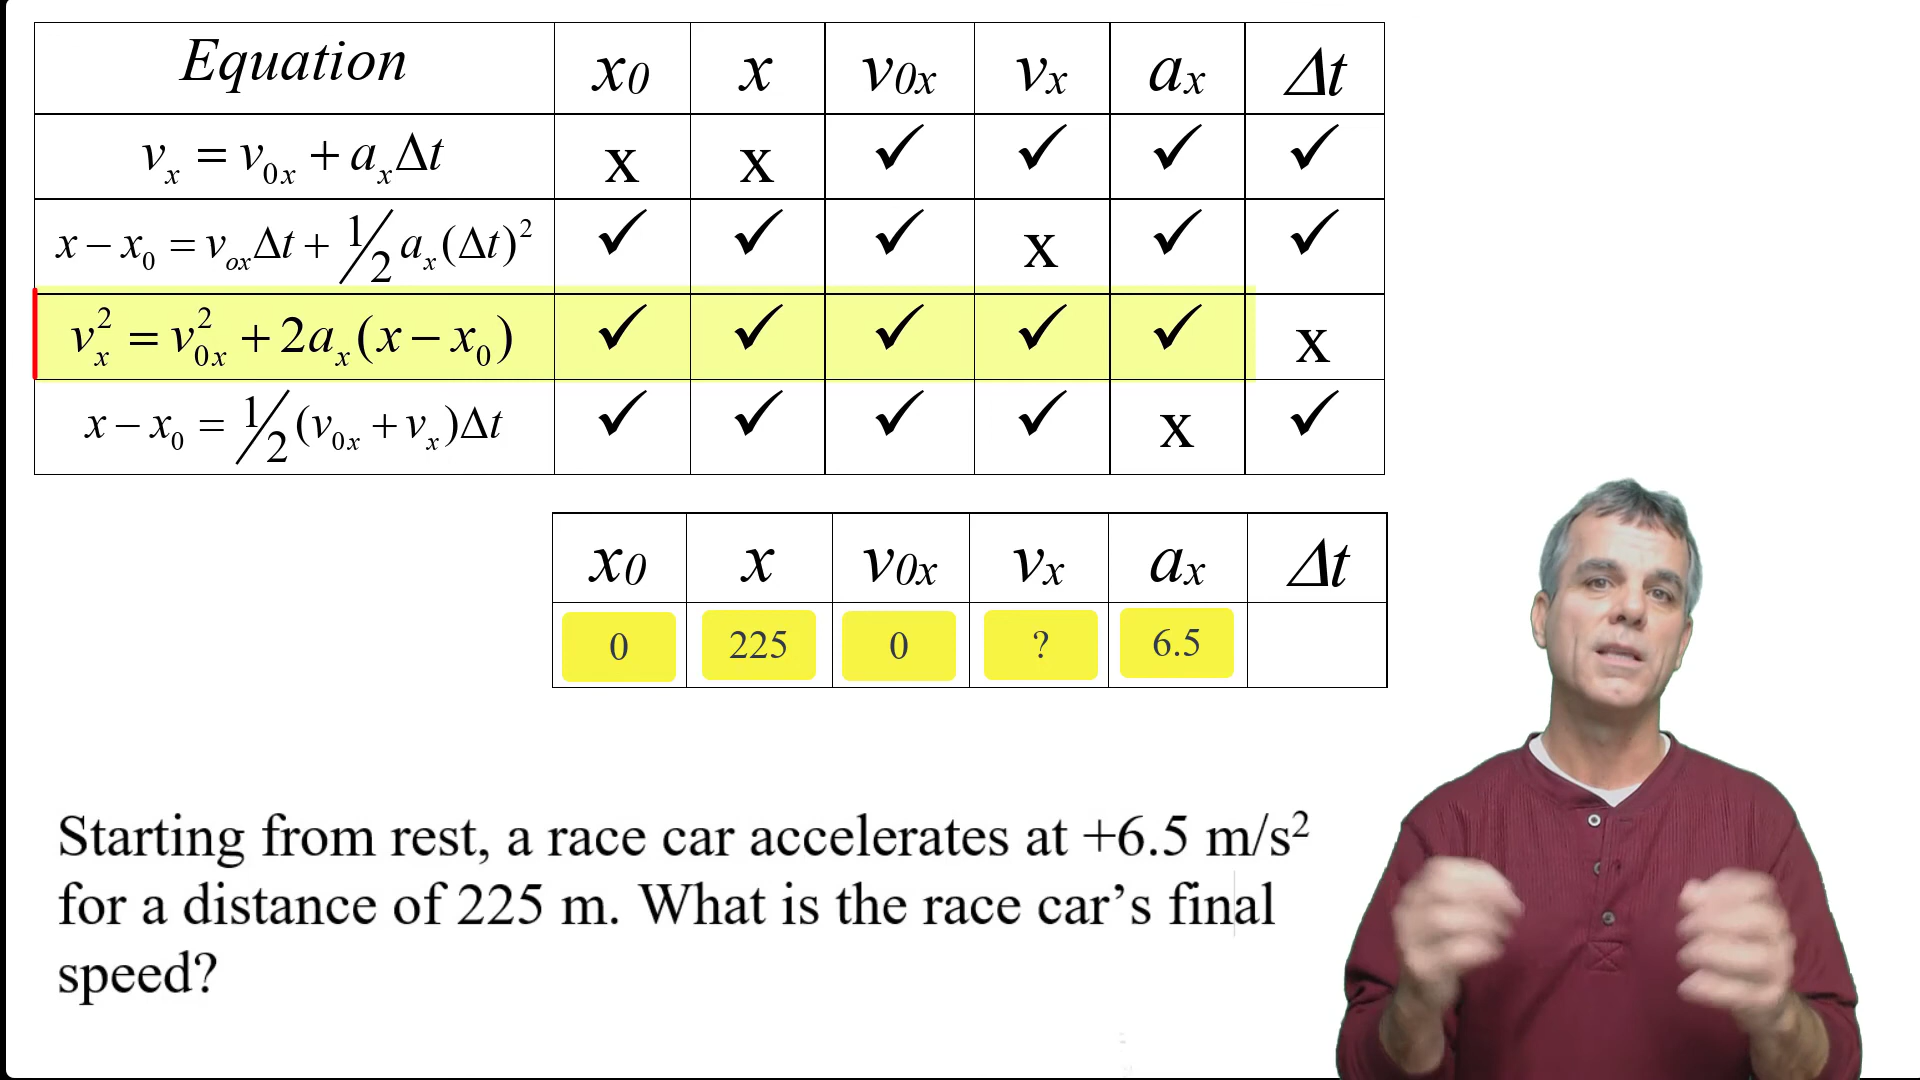 Equation x₀ x v₀ₓ vₓ aₓ Δt
vₓ = v₀ₓ + aₓΔt x x ✓ ✓ ✓ ✓
x − x₀ = vₒₓΔt + 1/2 aₓ(Δt)² ✓ ✓ ✓ x ✓ ✓
vₓ² = v₀ₓ² + 2aₓ(x − x₀) ✓ ✓ ✓ ✓ ✓ x
x − x₀ = 1/2 (v₀ₓ + vₓ)Δt ✓ ✓ ✓ ✓ x ✓
x₀ x v₀ₓ vₓ aₓ Δt
0 225 0 ? 6.5
Starting from rest, a race car accelerates at +6.5 m/s²
for a distance of 225 m. What is the race car’s final
speed?